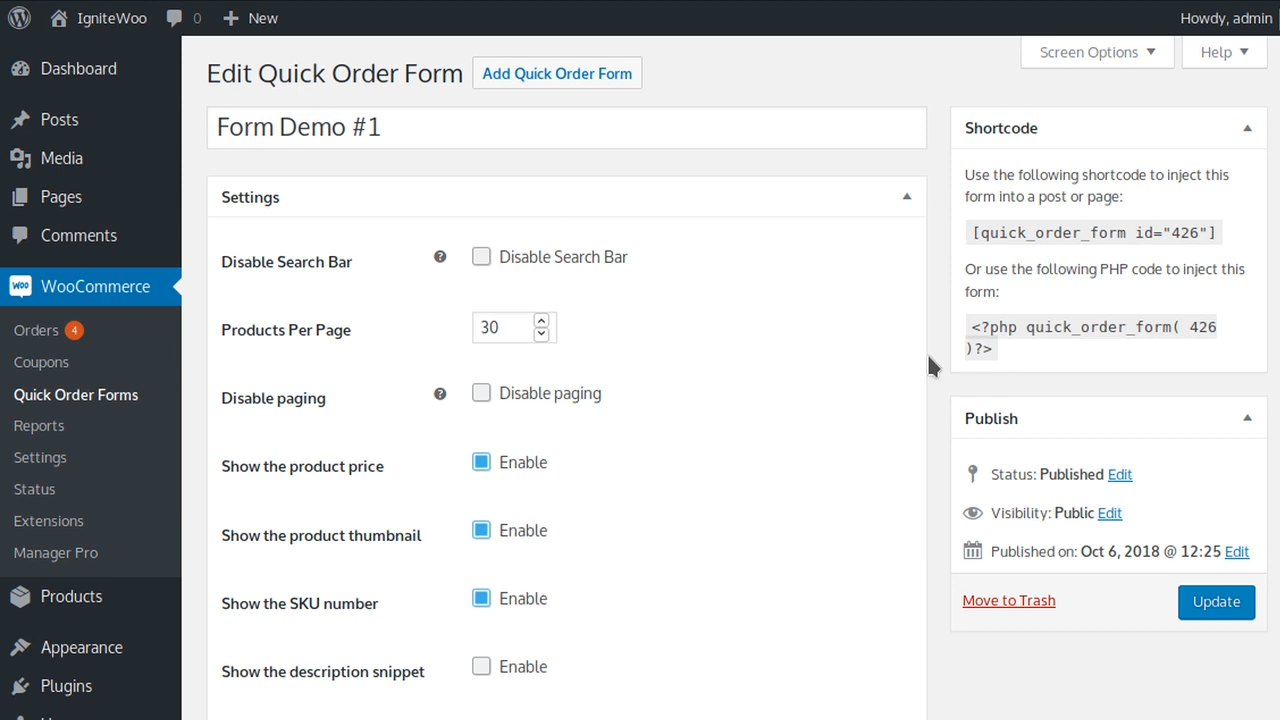 IgniteWoo
0
New
Howdy, admin
Dashboard
Posts
Media
Pages
Comments
WooCommerce
Orders 4
Coupons
Quick Order Forms
Reports
Settings
Status
Extensions
Manager Pro
Products
Appearance
Plugins
Screen Options
Help
Edit Quick Order Form
Add Quick Order Form
Form Demo #1
Settings
Disable Search Bar
Disable Search Bar
Products Per Page
30
Disable paging
Disable paging
Show the product price
Enable
Show the product thumbnail
Enable
Show the SKU number
Enable
Show the description snippet
Enable
Shortcode
Use the following shortcode to inject this
form into a post or page:
[quick_order_form id="426"]
Or use the following PHP code to inject this
form:
<?php quick_order_form( 426
)?>
Publish
Status: Published Edit
Visibility: Public Edit
Published on: Oct 6, 2018 @ 12:25 Edit
Move to Trash
Update